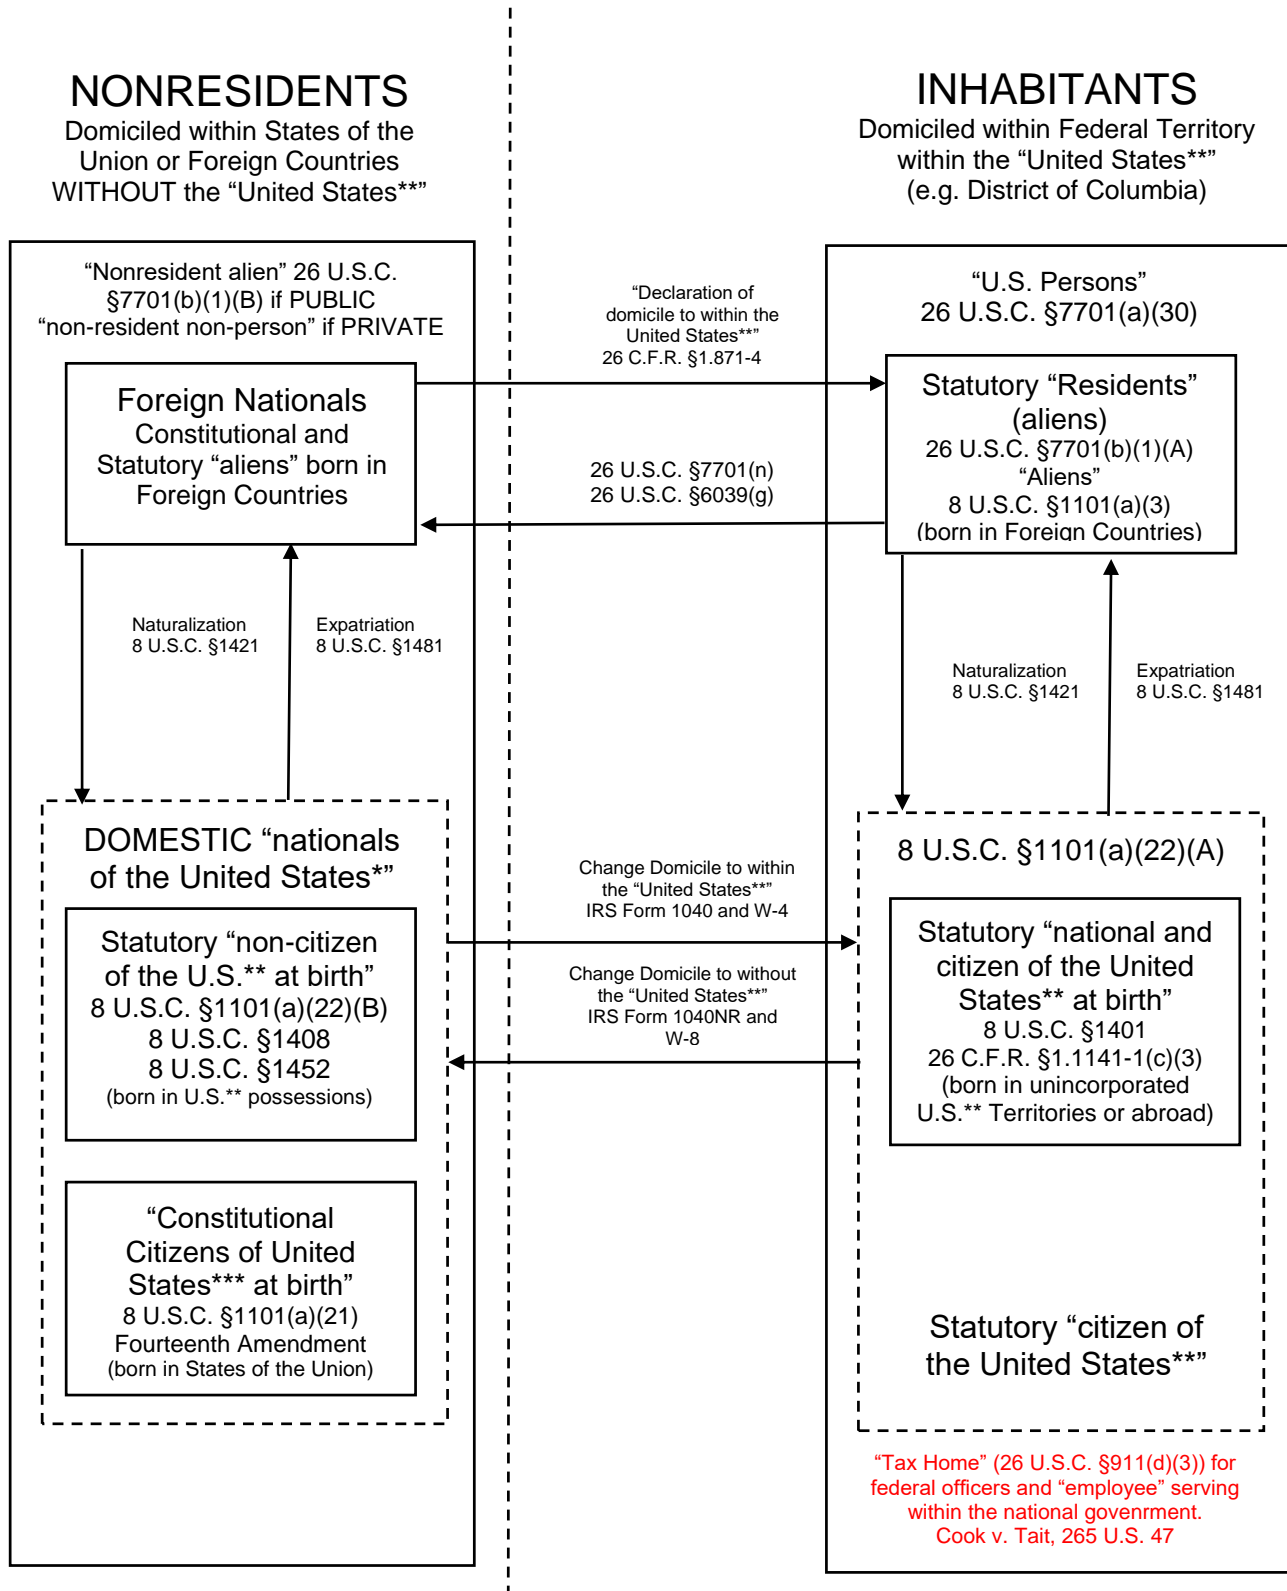 NONRESIDENTS
Domiciled within States of the
Union or Foreign Countries
WITHOUT the “United States**”
INHABITANTS
Domiciled within Federal Territory
within the “United States**”
(e.g. District of Columbia)
“Nonresident alien” 26 U.S.C.
§7701(b)(1)(B) if PUBLIC
“non-resident non-person” if PRIVATE
Foreign Nationals
Constitutional and
Statutory “aliens” born in
Foreign Countries
“Declaration of
domicile to within the
United States**”
26 C.F.R. §1.871-4
26 U.S.C. §7701(n)
26 U.S.C. §6039(g)
“U.S. Persons”
26 U.S.C. §7701(a)(30)
Statutory “Residents”
(aliens)
26 U.S.C. §7701(b)(1)(A)
“Aliens”
8 U.S.C. §1101(a)(3)
(born in Foreign Countries)
Naturalization
8 U.S.C. §1421
Expatriation
8 U.S.C. §1481
Naturalization
8 U.S.C. §1421
Expatriation
8 U.S.C. §1481
DOMESTIC “nationals
of the United States*”
Statutory “non-citizen
of the U.S.** at birth”
8 U.S.C. §1101(a)(22)(B)
8 U.S.C. §1408
8 U.S.C. §1452
(born in U.S.** possessions)
“Constitutional
Citizens of United
States*** at birth”
8 U.S.C. §1101(a)(21)
Fourteenth Amendment
(born in States of the Union)
Change Domicile to within
the “United States**”
IRS Form 1040 and W-4
Change Domicile to without
the “United States**”
IRS Form 1040NR and
W-8
8 U.S.C. §1101(a)(22)(A)
Statutory “national and
citizen of the United
States** at birth”
8 U.S.C. §1401
26 C.F.R. §1.1141-1(c)(3)
(born in unincorporated
U.S.** Territories or abroad)
Statutory “citizen of
the United States**”
“Tax Home” (26 U.S.C. §911(d)(3)) for
federal officers and “employee” serving
within the national govenrment.
Cook v. Tait, 265 U.S. 47